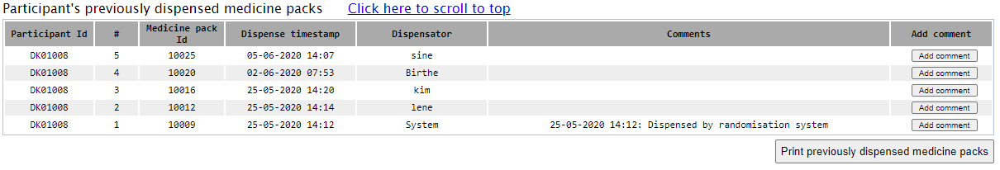 Participant's previously dispensed medicine packs Click here to scroll to top
Participant Id # Medicine pack Id Dispense timestamp Dispensator Comments Add comment
DK01008 5 10025 05-06-2020 14:07 sine Add comment
DK01008 4 10020 02-06-2020 07:53 Birthe Add comment
DK01008 3 10016 25-05-2020 14:20 kim Add comment
DK01008 2 10012 25-05-2020 14:14 lene Add comment
DK01008 1 10009 25-05-2020 14:12 System 25-05-2020 14:12: Dispensed by randomisation system Add comment
Print previously dispensed medicine packs